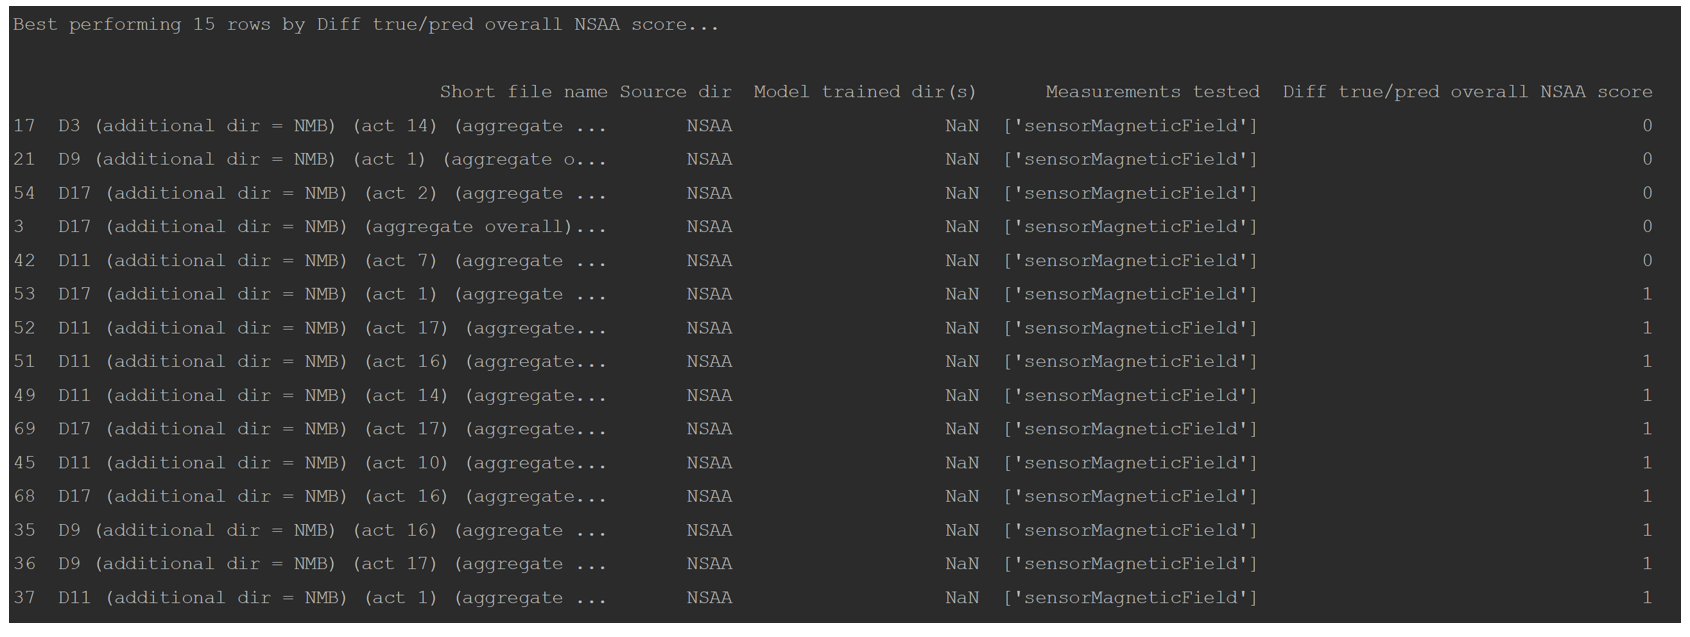 Best performing 15 rows by Diff true/pred overall NSAA score...
Short file name Source dir Model trained dir(s) Measurements tested Diff true/pred overall NSAA score
17 D3 (additional dir = NMB) (act 14) (aggregate ... NSAA NaN ['sensorMagneticField'] 0
21 D9 (additional dir = NMB) (act 1) (aggregate o... NSAA NaN ['sensorMagneticField'] 0
54 D17 (additional dir = NMB) (act 2) (aggregate ... NSAA NaN ['sensorMagneticField'] 0
3 D17 (additional dir = NMB) (aggregate overall)... NSAA NaN ['sensorMagneticField'] 0
42 D11 (additional dir = NMB) (act 7) (aggregate ... NSAA NaN ['sensorMagneticField'] 0
53 D17 (additional dir = NMB) (act 1) (aggregate ... NSAA NaN ['sensorMagneticField'] 1
52 D11 (additional dir = NMB) (act 17) (aggregate... NSAA NaN ['sensorMagneticField'] 1
51 D11 (additional dir = NMB) (act 16) (aggregate... NSAA NaN ['sensorMagneticField'] 1
49 D11 (additional dir = NMB) (act 14) (aggregate... NSAA NaN ['sensorMagneticField'] 1
69 D17 (additional dir = NMB) (act 17) (aggregate... NSAA NaN ['sensorMagneticField'] 1
45 D11 (additional dir = NMB) (act 10) (aggregate... NSAA NaN ['sensorMagneticField'] 1
68 D17 (additional dir = NMB) (act 16) (aggregate... NSAA NaN ['sensorMagneticField'] 1
35 D9 (additional dir = NMB) (act 16) (aggregate ... NSAA NaN ['sensorMagneticField'] 1
36 D9 (additional dir = NMB) (act 17) (aggregate ... NSAA NaN ['sensorMagneticField'] 1
37 D11 (additional dir = NMB) (act 1) (aggregate ... NSAA NaN ['sensorMagneticField'] 1